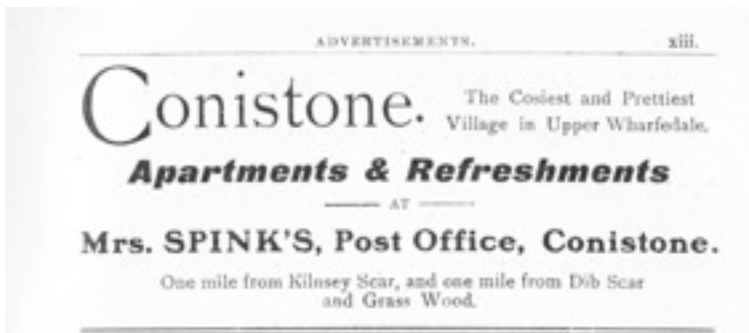 ADVERTISEMENTS. xiii.
Conistone. The Cosiest and Prettiest
Village in Upper Wharfedale.
Apartments & Refreshments
AT
Mrs. SPINK'S, Post Office, Conistone.
One mile from Kilnsey Scar, and one mile from Dib Scar
and Grass Wood.